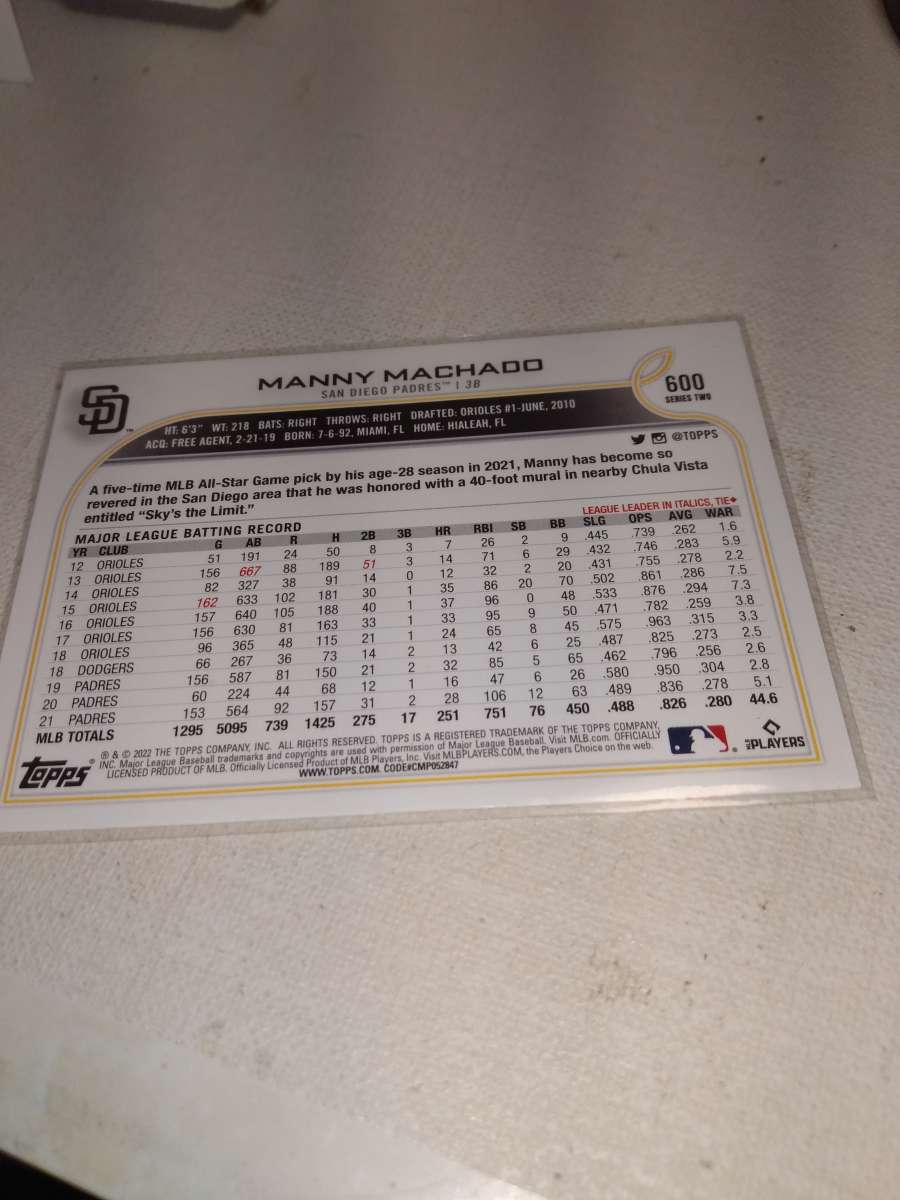 SD™
MANNY MACHADO
SAN DIEGO PADRES™ | 3B
600
SERIES TWO
HT: 6'3" WT: 218 BATS: RIGHT THROWS: RIGHT DRAFTED: ORIOLES #1-JUNE, 2010
ACQ: FREE AGENT, 2-21-19 BORN: 7-6-92, MIAMI, FL HOME: HIALEAH, FL
@TOPPS
A five-time MLB All-Star Game pick by his age-28 season in 2021, Manny has become so
revered in the San Diego area that he was honored with a 40-foot mural in nearby Chula Vista
entitled “Sky’s the Limit.”
MAJOR LEAGUE BATTING RECORD LEAGUE LEADER IN ITALICS, TIE♦
YR CLUB G AB R H 2B 3B HR RBI SB BB SLG OPS AVG WAR
12 ORIOLES 51 191 24 50 8 3 7 26 2 9 .445 .739 .262 1.6
13 ORIOLES 156 667 88 189 51 3 14 71 6 29 .432 .746 .283 5.9
14 ORIOLES 82 327 38 91 14 0 12 32 2 20 .431 .755 .278 2.2
15 ORIOLES 162 633 102 181 30 1 35 86 20 70 .502 .861 .286 7.5
16 ORIOLES 157 640 105 188 40 1 37 96 0 48 .533 .876 .294 7.3
17 ORIOLES 156 630 81 163 33 1 33 95 9 50 .471 .782 .259 3.8
18 ORIOLES 96 365 48 115 21 1 24 65 8 45 .575 .963 .315 3.3
18 DODGERS 66 267 36 73 14 2 13 42 6 25 .487 .825 .273 2.5
19 PADRES 156 587 81 150 21 2 32 85 5 65 .462 .796 .256 2.6
20 PADRES 60 224 44 68 12 1 16 47 6 26 .580 .950 .304 2.8
21 PADRES 153 564 92 157 31 2 28 106 12 63 .489 .836 .278 5.1
MLB TOTALS 1295 5095 739 1425 275 17 251 751 76 450 .488 .826 .280 44.6
topps®
® & © 2022 THE TOPPS COMPANY, INC. ALL RIGHTS RESERVED. TOPPS IS A REGISTERED TRADEMARK OF THE TOPPS COMPANY,
INC. Major League Baseball trademarks and copyrights are used with permission of Major League Baseball. Visit MLB.com. OFFICIALLY
LICENSED PRODUCT OF MLB. Officially Licensed Product of MLB Players, Inc. Visit MLBPLAYERS.COM, the Players Choice on the web.
WWW.TOPPS.COM. CODE#CMP052847
MLB PLAYERS